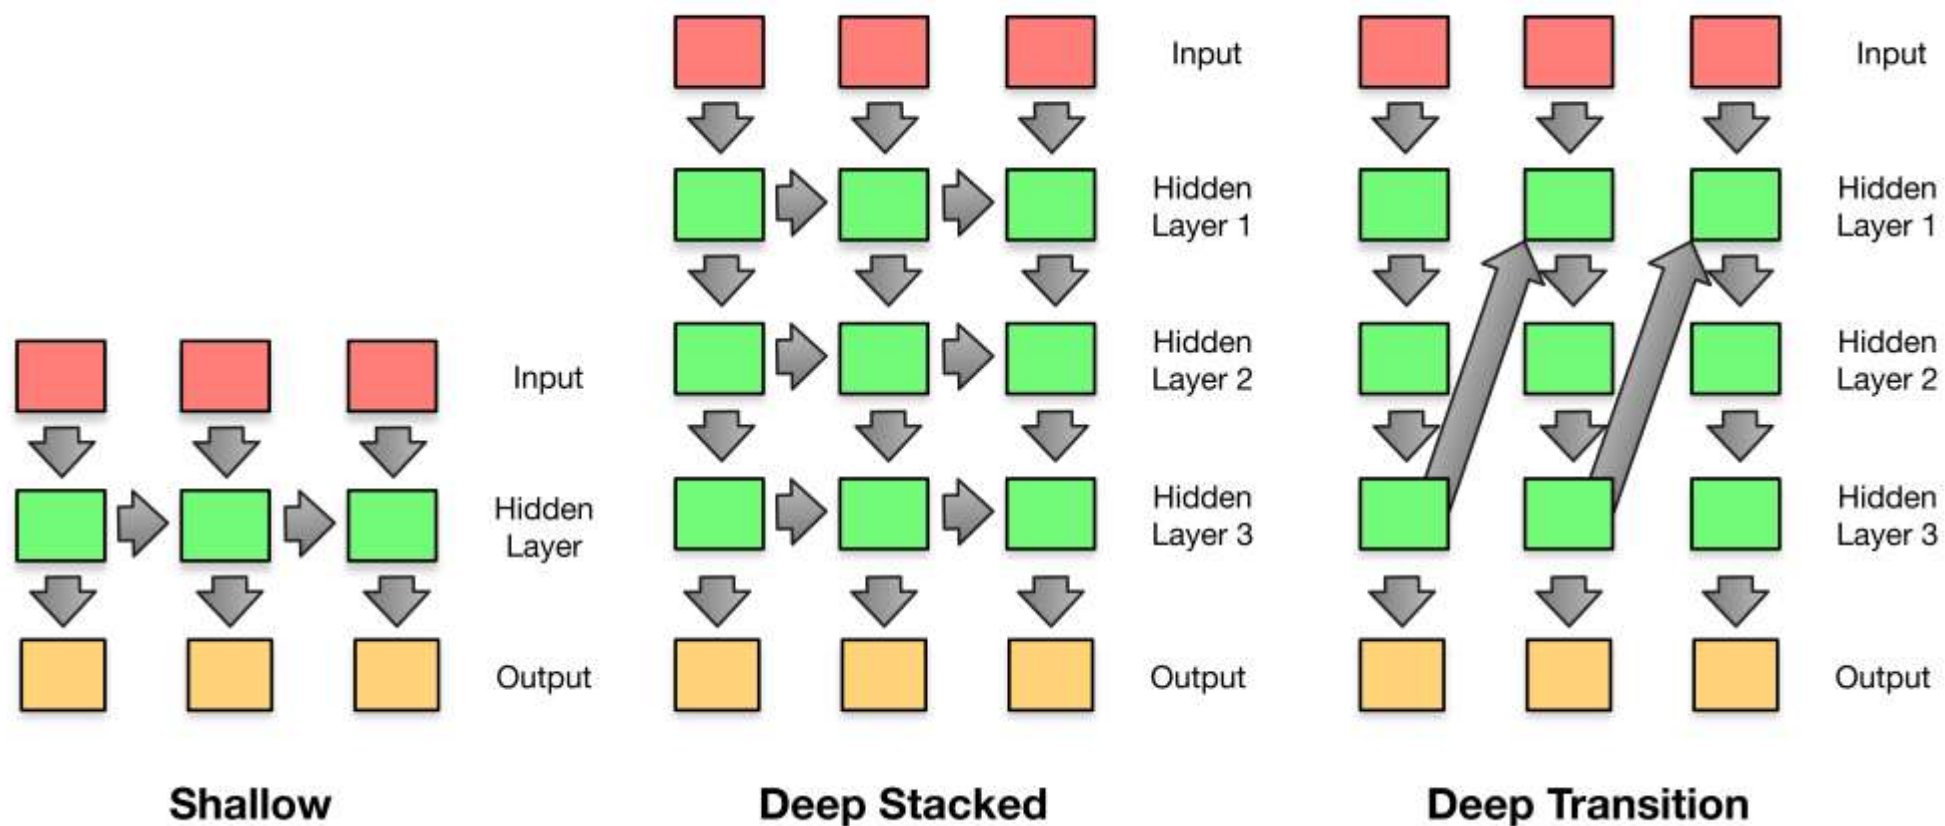 Input
Hidden
Layer
Output
Shallow
Input
Hidden
Layer 1
Hidden
Layer 2
Hidden
Layer 3
Output
Deep Stacked
Input
Hidden
Layer 1
Hidden
Layer 2
Hidden
Layer 3
Output
Deep Transition